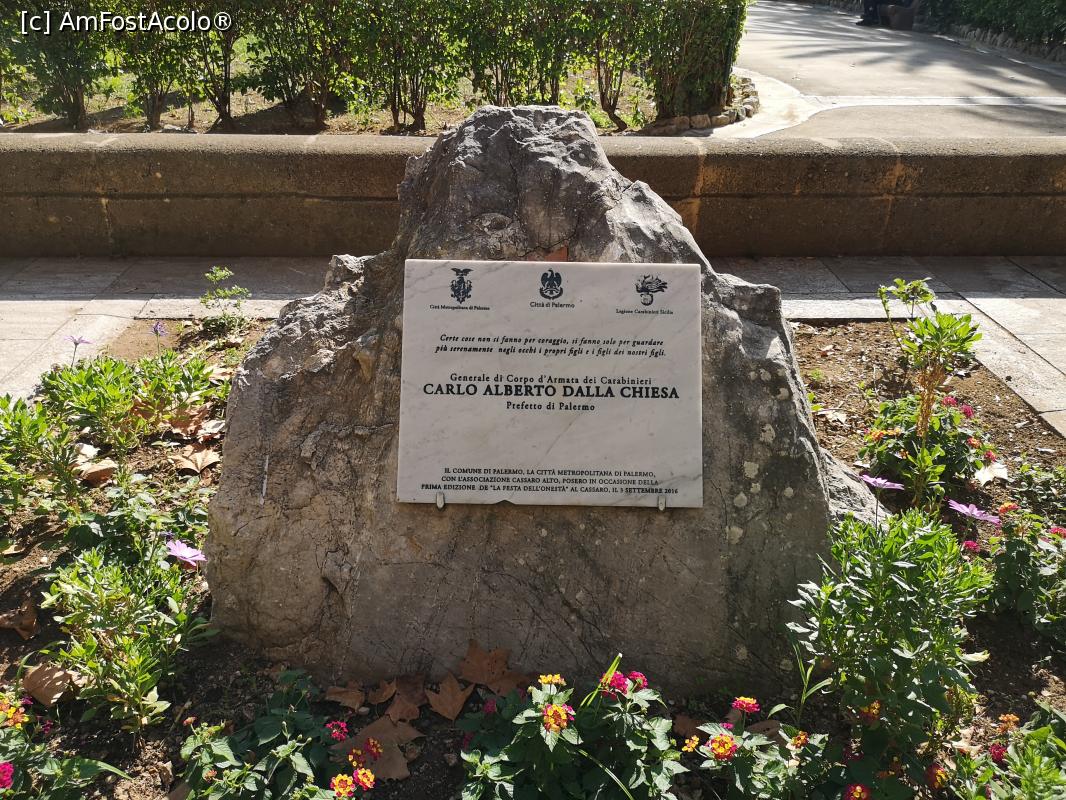 [c] AmFostAcolo®
Città Metropolitana di Palermo
Città di Palermo
Legione Carabinieri Sicilia
Certe cose non si fanno per coraggio, si fanno solo per guardare
più serenamente negli occhi i propri figli e i figli dei nostri figli.
Generale di Corpo d'Armata dei Carabinieri
CARLO ALBERTO DALLA CHIESA
Prefetto di Palermo
IL COMUNE DI PALERMO, LA CITTÀ METROPOLITANA DI PALERMO,
CON L'ASSOCIAZIONE CASSARO ALTO, POSERO IN OCCASIONE DELLA
PRIMA EDIZIONE DE "LA FESTA DELL'ONESTÀ" AL CASSARO, IL 3 SETTEMBRE 2016